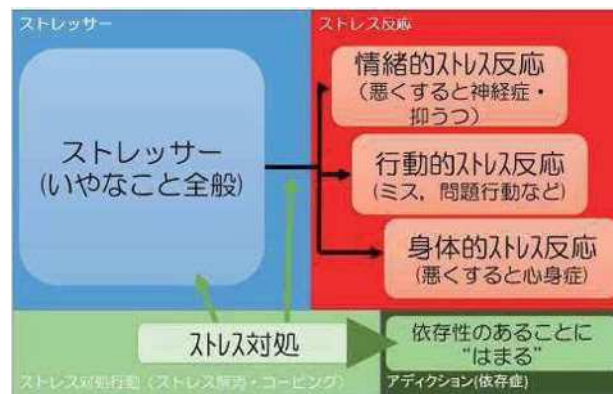 ストレッサー
ストレス反応
ストレッサー
(いやなこと全般)
情緒的ストレス反応
(悪くすると神経症・
抑うつ)
行動的ストレス反応
(ミス，問題行動など)
身体的ストレス反応
(悪くすると心身症)
ストレス対処
依存性のあることに
“はまる”
ストレス対処行動（ストレス解消・コーピング）
アディクション(依存症)